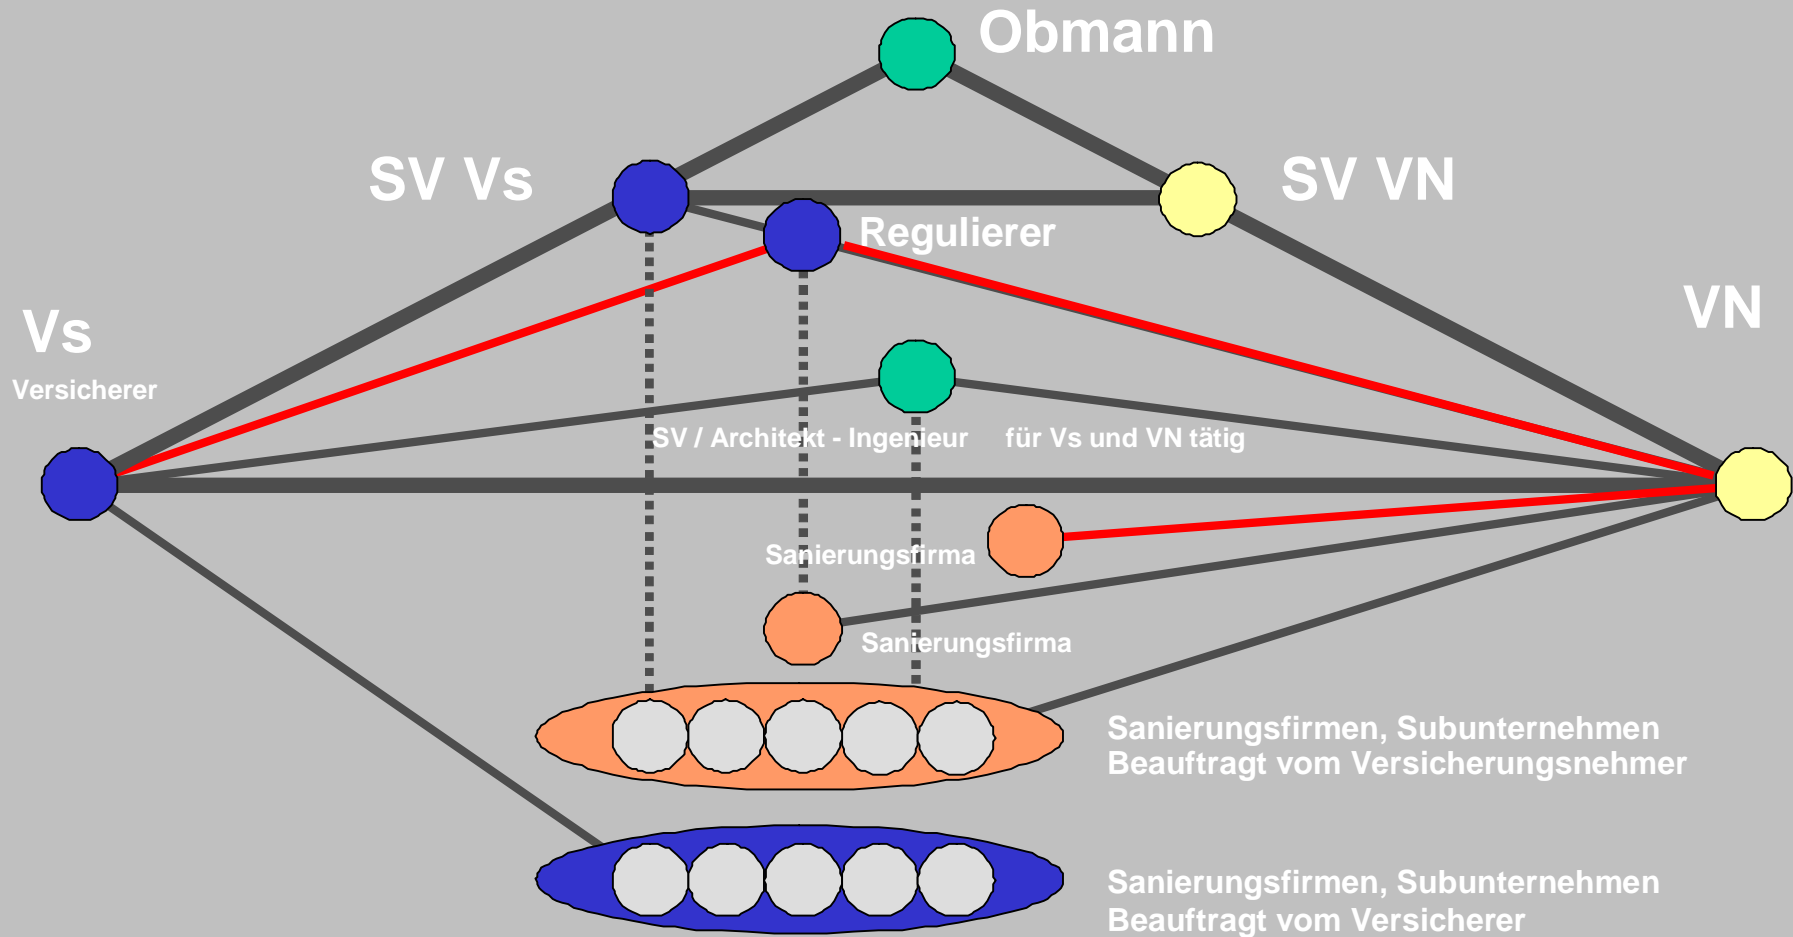 Obmann
SV Vs
SV VN
Regulierer
Vs
VN
Versicherer
SV / Architekt - Ingenieur für Vs und VN tätig
Sanierungsfirma
Sanierungsfirma
Sanierungsfirmen, Subunternehmen
Beauftragt vom Versicherungsnehmer
Sanierungsfirmen, Subunternehmen
Beauftragt vom Versicherer